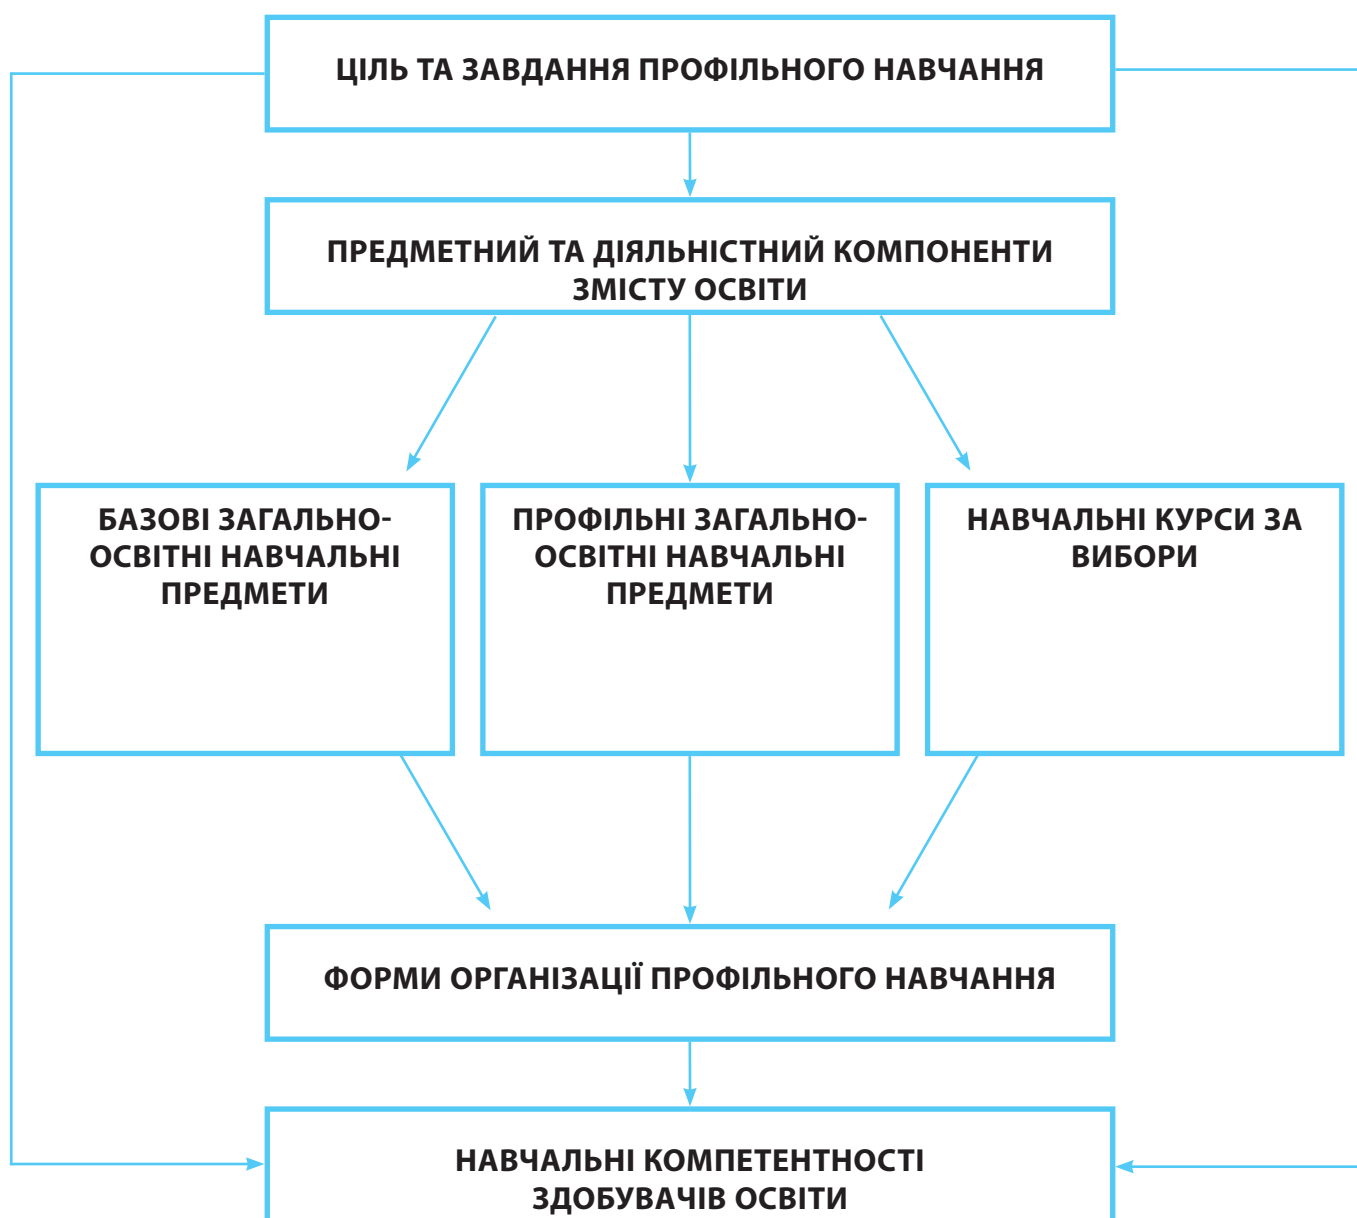 ЦІЛЬ ТА ЗАВДАННЯ ПРОФІЛЬНОГО НАВЧАННЯ
ПРЕДМЕТНИЙ ТА ДІЯЛЬНІСТНИЙ КОМПОНЕНТИ
ЗМІСТУ ОСВІТИ
БАЗОВІ ЗАГАЛЬНО-
ОСВІТНІ НАВЧАЛЬНІ
ПРЕДМЕТИ
ПРОФІЛЬНІ ЗАГАЛЬНО-
ОСВІТНІ НАВЧАЛЬНІ
ПРЕДМЕТИ
НАВЧАЛЬНІ КУРСИ ЗА
ВИБОРИ
ФОРМИ ОРГАНІЗАЦІЇ ПРОФІЛЬНОГО НАВЧАННЯ
НАВЧАЛЬНІ КОМПЕТЕНТНОСТІ
ЗДОБУВАЧІВ ОСВІТИ